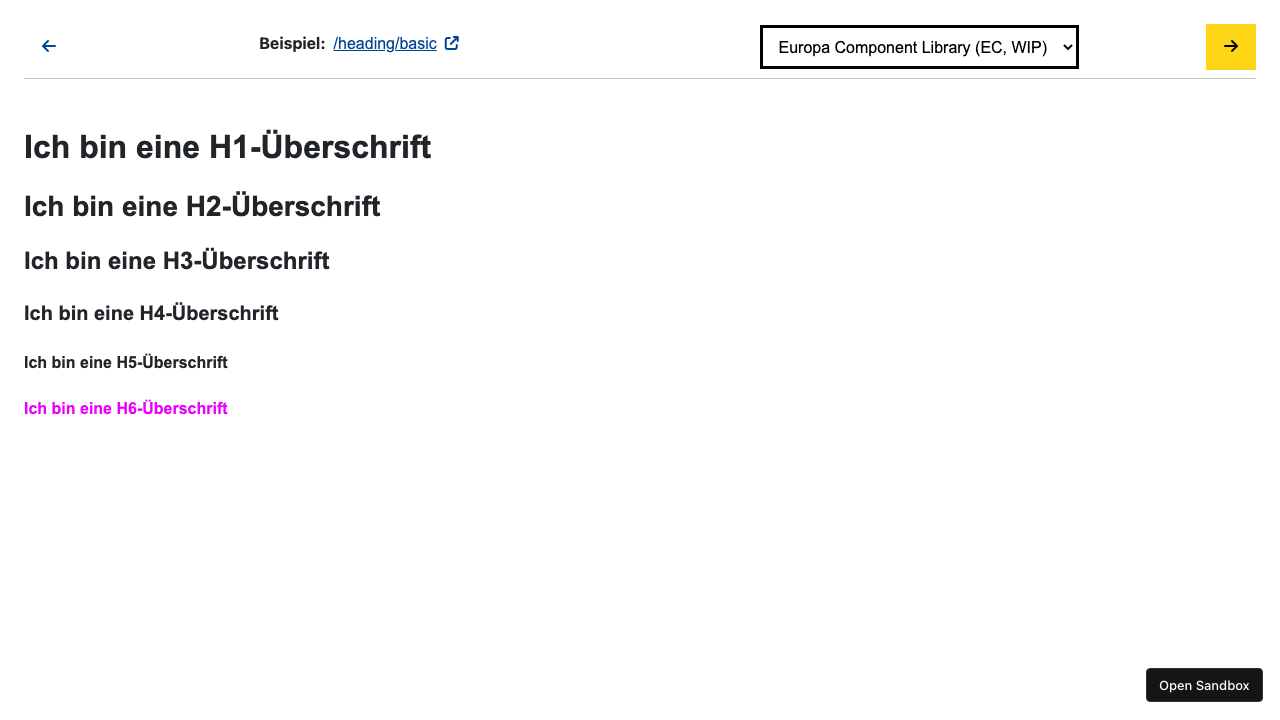 Beispiel: /heading/basic
Europa Component Library (EC, WIP)
Ich bin eine H1-Überschrift
Ich bin eine H2-Überschrift
Ich bin eine H3-Überschrift
Ich bin eine H4-Überschrift
Ich bin eine H5-Überschrift
Ich bin eine H6-Überschrift
Open Sandbox